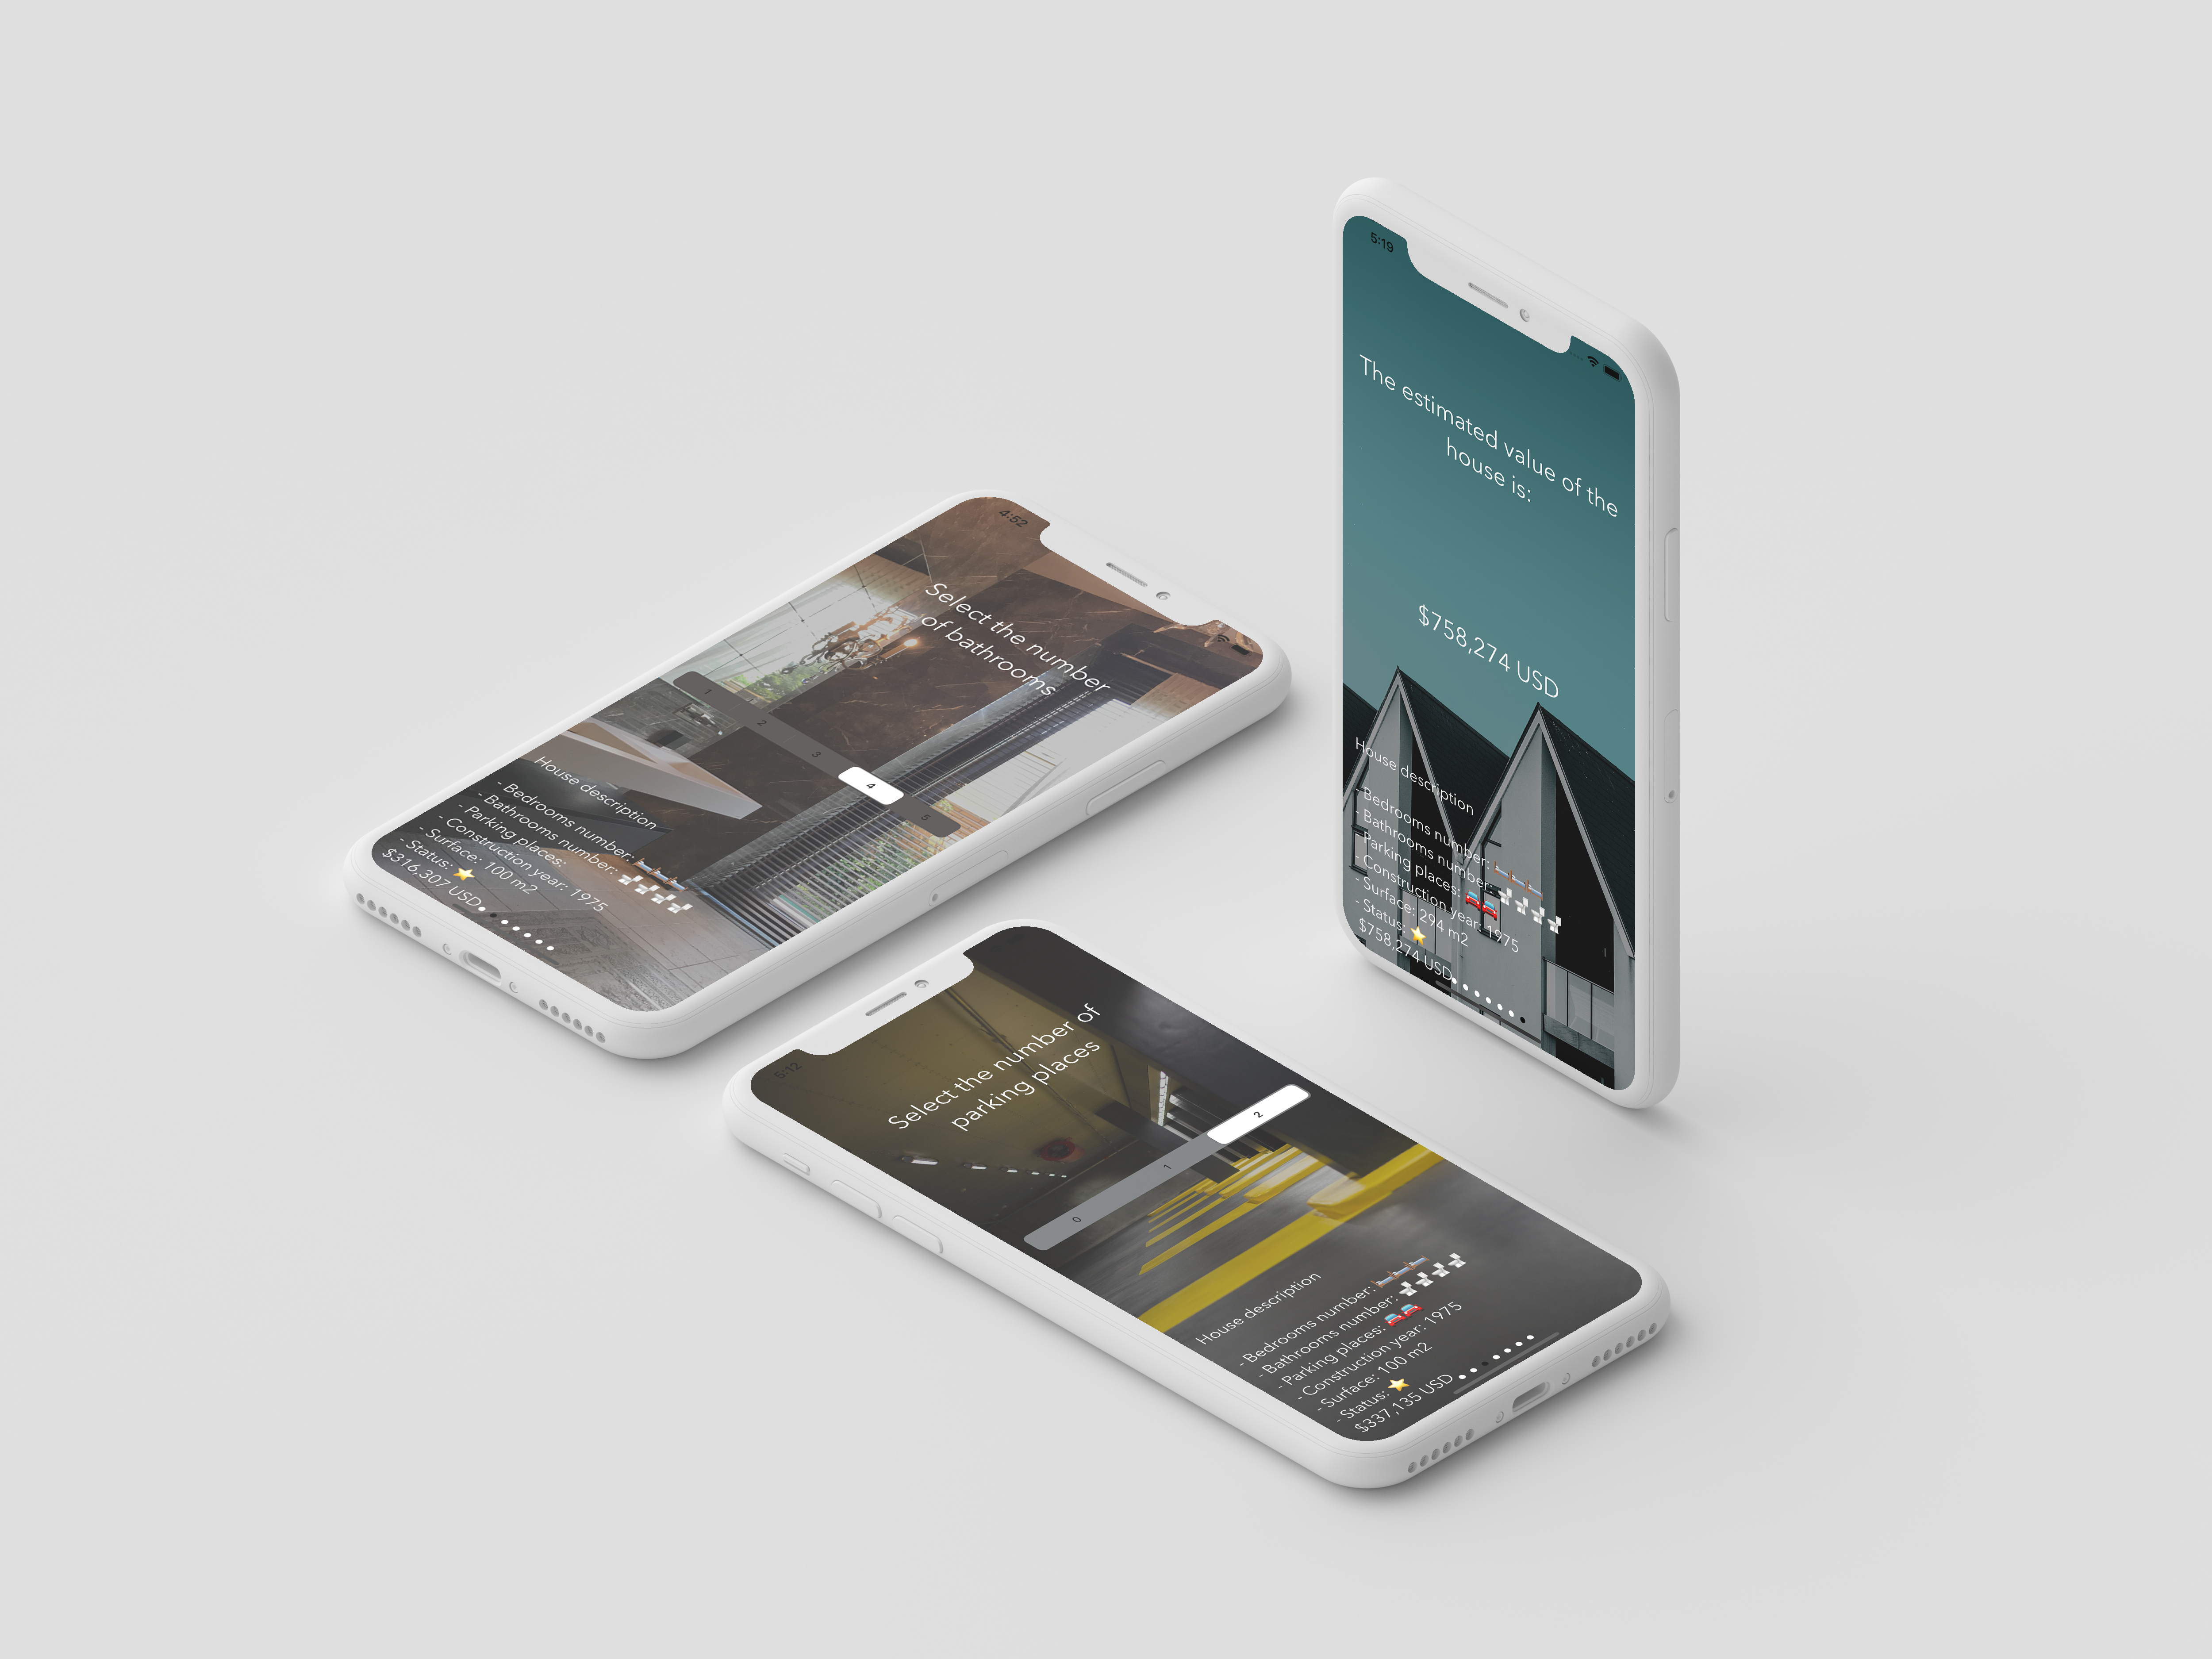 4:52
Select the number
of bathrooms
1
2
3
4
5
House description
- Bedrooms number:
- Bathrooms number:
- Parking places:
- Construction year: 1975
- Surface: 100 m2
- Status: ⭐
$316,307 USD
5:19
The estimated value of the
house is:
$758,274 USD
House description
- Bedrooms number:
- Bathrooms number:
- Parking places: 🚗🚗
- Construction year: 1975
- Surface: 294 m2
- Status: ⭐
$758,274 USD
5:12
Select the number of
parking places
0
1
2
House description
- Bedrooms number:
- Bathrooms number:
- Parking places: 🚗🚗
- Construction year: 1975
- Surface: 100 m2
- Status: ⭐
$337,135 USD